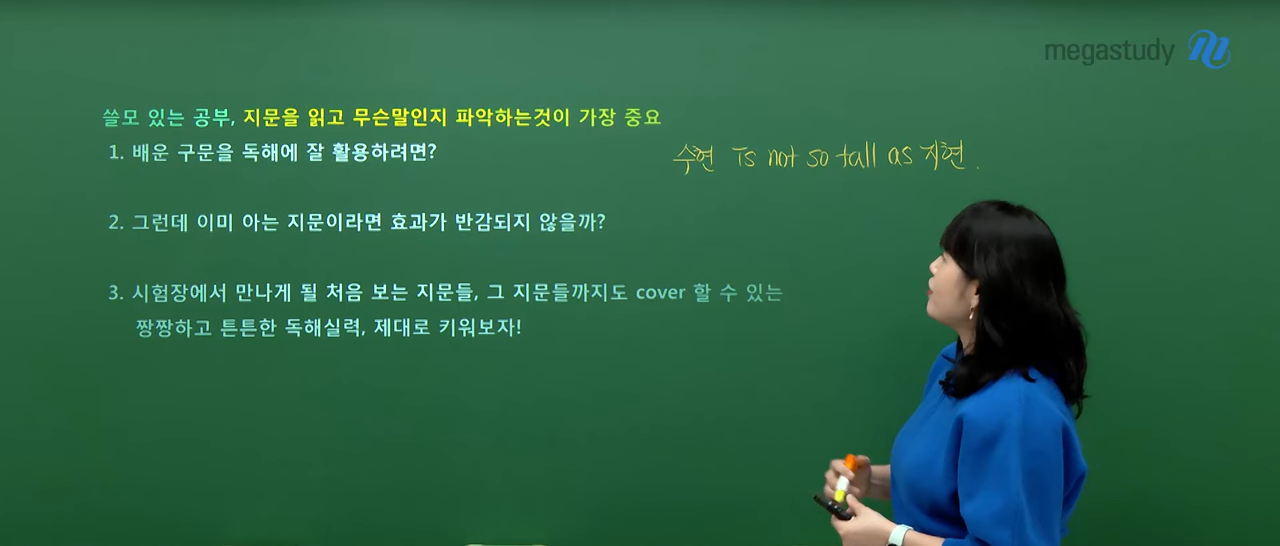 megastudy
쓸모 있는 공부, 지문을 읽고 무슨말인지 파악하는것이 가장 중요
1. 배운 구문을 독해에 잘 활용하려면?
수현 is not so tall as 지현.
2. 그런데 이미 아는 지문이라면 효과가 반감되지 않을까?
3. 시험장에서 만나게 될 처음 보는 지문들, 그 지문들까지도 cover 할 수 있는
짱짱하고 튼튼한 독해실력, 제대로 키워보자!